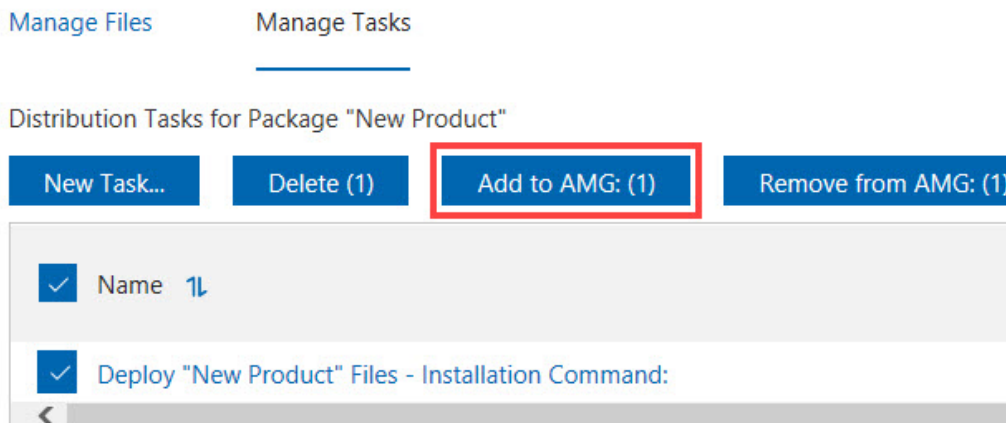 Manage Files Manage Tasks
Distribution Tasks for Package "New Product"
New Task... Delete (1) Add to AMG: (1) Remove from AMG: (1)
Name
Deploy "New Product" Files - Installation Command: